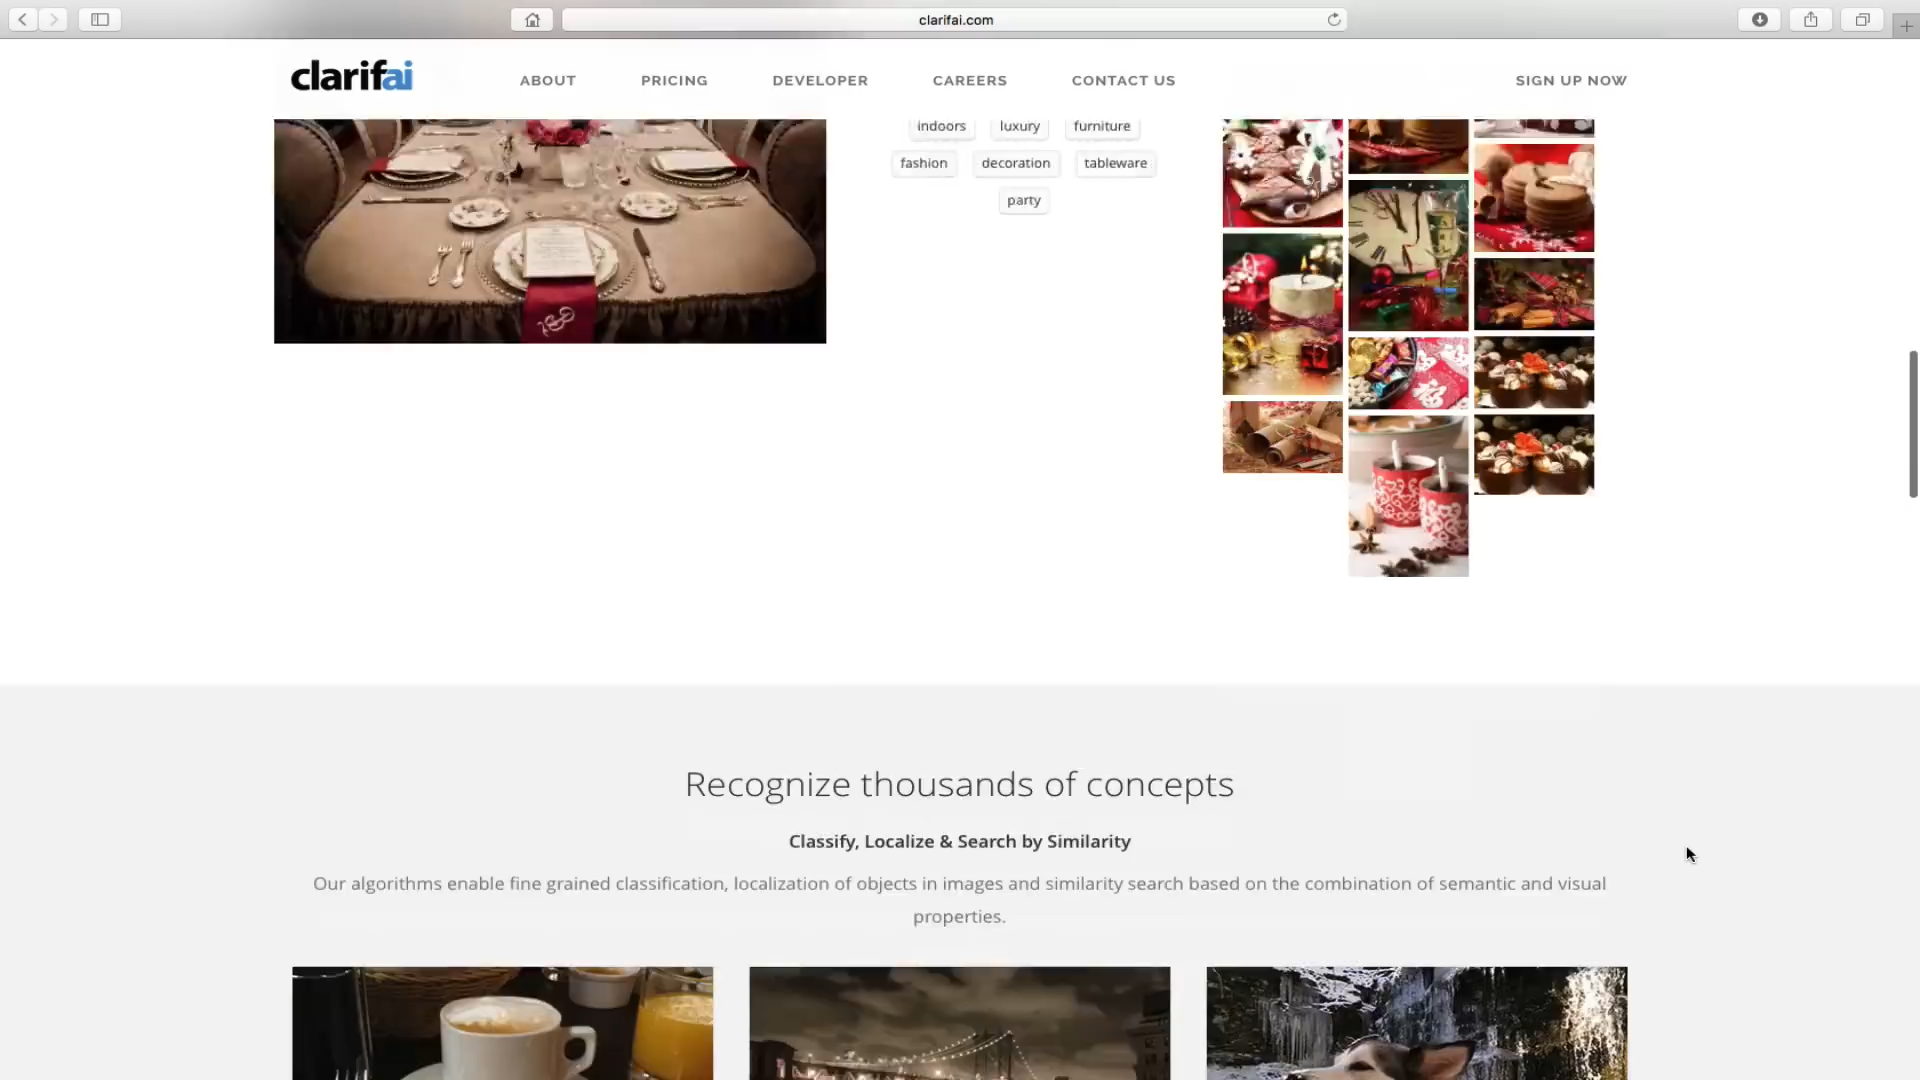 clarifai.com
clarifai
ABOUT
PRICING
DEVELOPER
CAREERS
CONTACT US
SIGN UP NOW
indoors
luxury
furniture
fashion
decoration
tableware
party
Recognize thousands of concepts
Classify, Localize & Search by Similarity
Our algorithms enable fine grained classification, localization of objects in images and similarity search based on the combination of semantic and visual
properties.